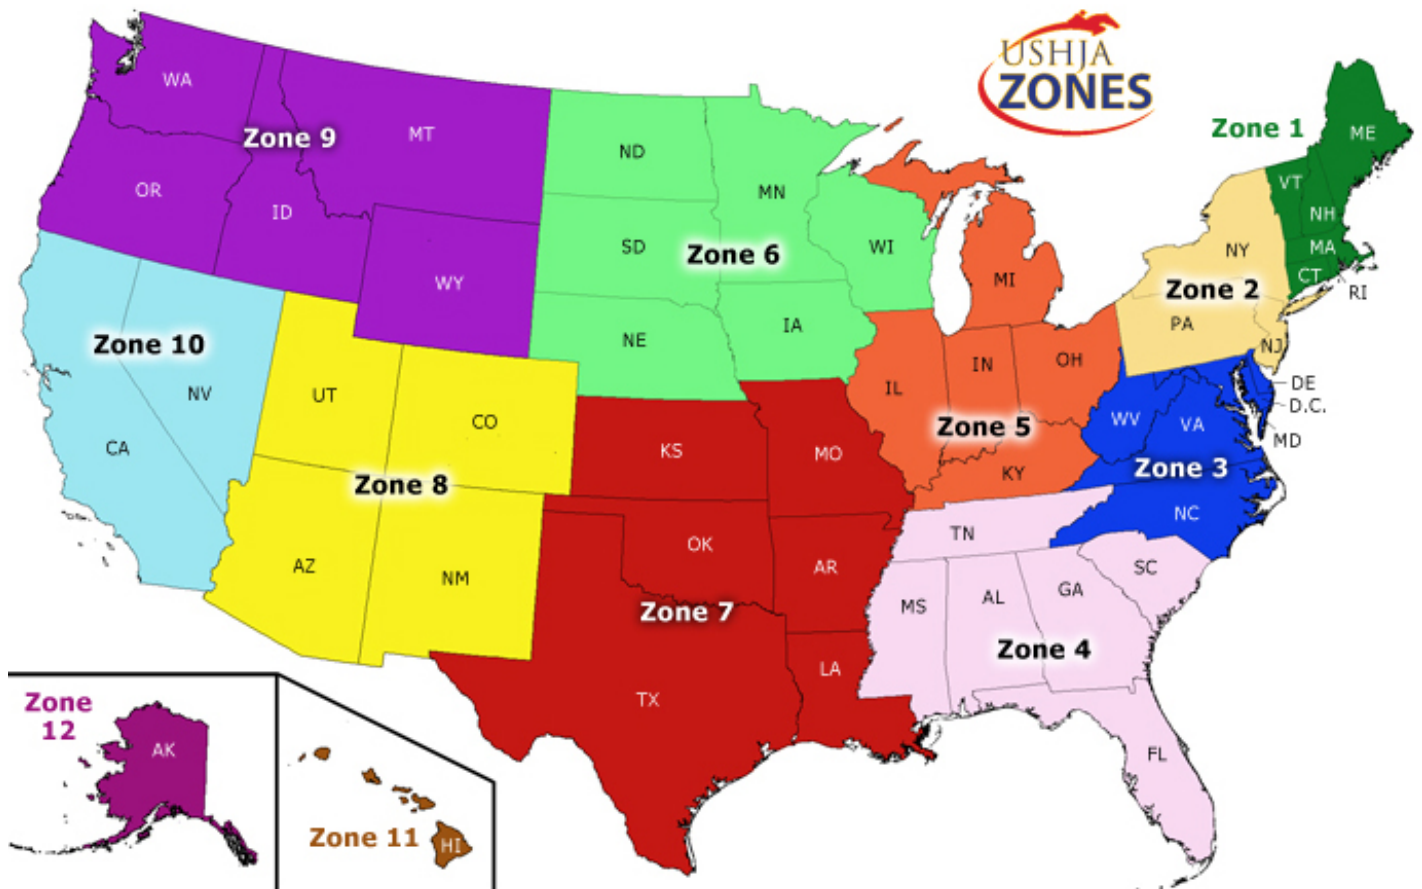 USHJA
ZONES
Zone 1
ME
VT
NH
MA
CT
RI
Zone 2
NY
PA
NJ
Zone 3
DE
D.C.
MD
WV
VA
NC
Zone 4
TN
SC
MS
AL
GA
FL
Zone 5
MI
IL
IN
OH
KY
Zone 6
ND
MN
SD
WI
NE
IA
Zone 7
KS
MO
OK
AR
TX
LA
Zone 8
UT
CO
AZ
NM
Zone 9
WA
MT
OR
ID
WY
Zone 10
NV
CA
Zone 11
HI
Zone
12
AK